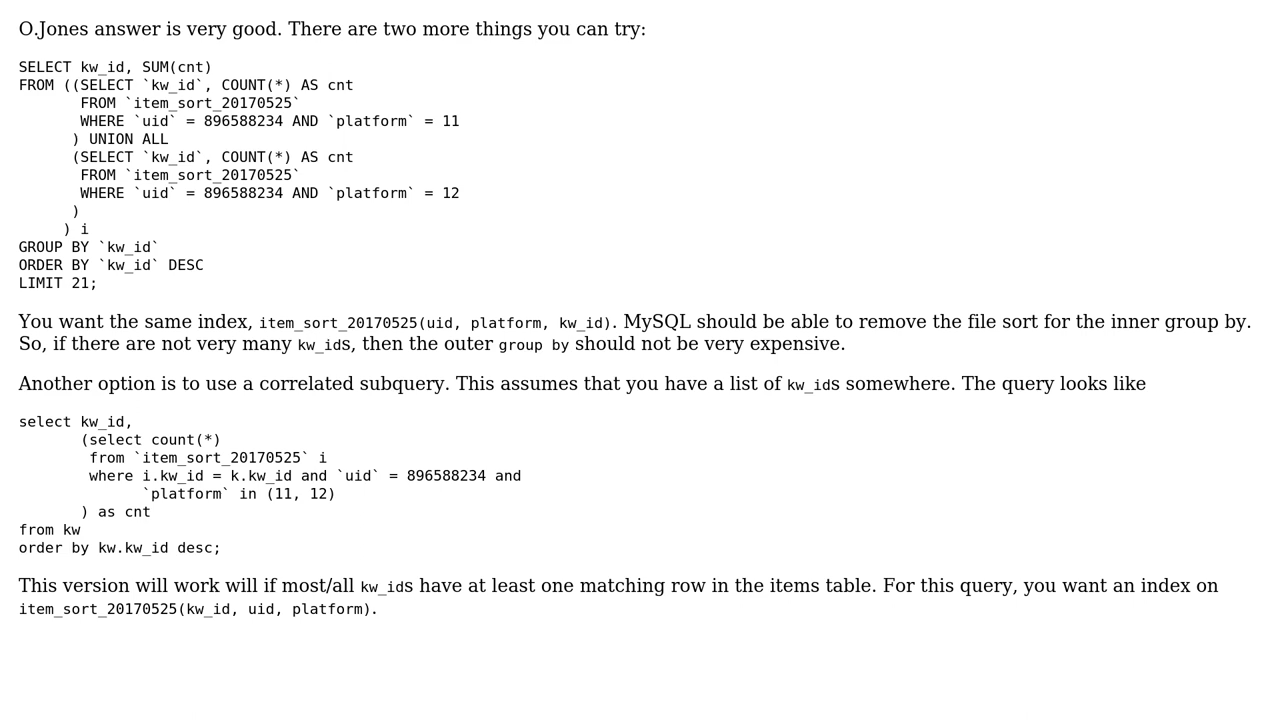 O.Jones answer is very good. There are two more things you can try:
SELECT kw_id, SUM(cnt)
FROM ((SELECT `kw_id`, COUNT(*) AS cnt
       FROM `item_sort_20170525`
       WHERE `uid` = 896588234 AND `platform` = 11
      ) UNION ALL
      (SELECT `kw_id`, COUNT(*) AS cnt
       FROM `item_sort_20170525`
       WHERE `uid` = 896588234 AND `platform` = 12
      )
     ) i
GROUP BY `kw_id`
ORDER BY `kw_id` DESC
LIMIT 21;
You want the same index, item_sort_20170525(uid, platform, kw_id). MySQL should be able to remove the file sort for the inner group by.
So, if there are not very many kw_ids, then the outer group by should not be very expensive.
Another option is to use a correlated subquery. This assumes that you have a list of kw_ids somewhere. The query looks like
select kw_id,
       (select count(*)
        from `item_sort_20170525` i
        where i.kw_id = k.kw_id and `uid` = 896588234 and
              `platform` in (11, 12)
       ) as cnt
from kw
order by kw.kw_id desc;
This version will work will if most/all kw_ids have at least one matching row in the items table. For this query, you want an index on
item_sort_20170525(kw_id, uid, platform).